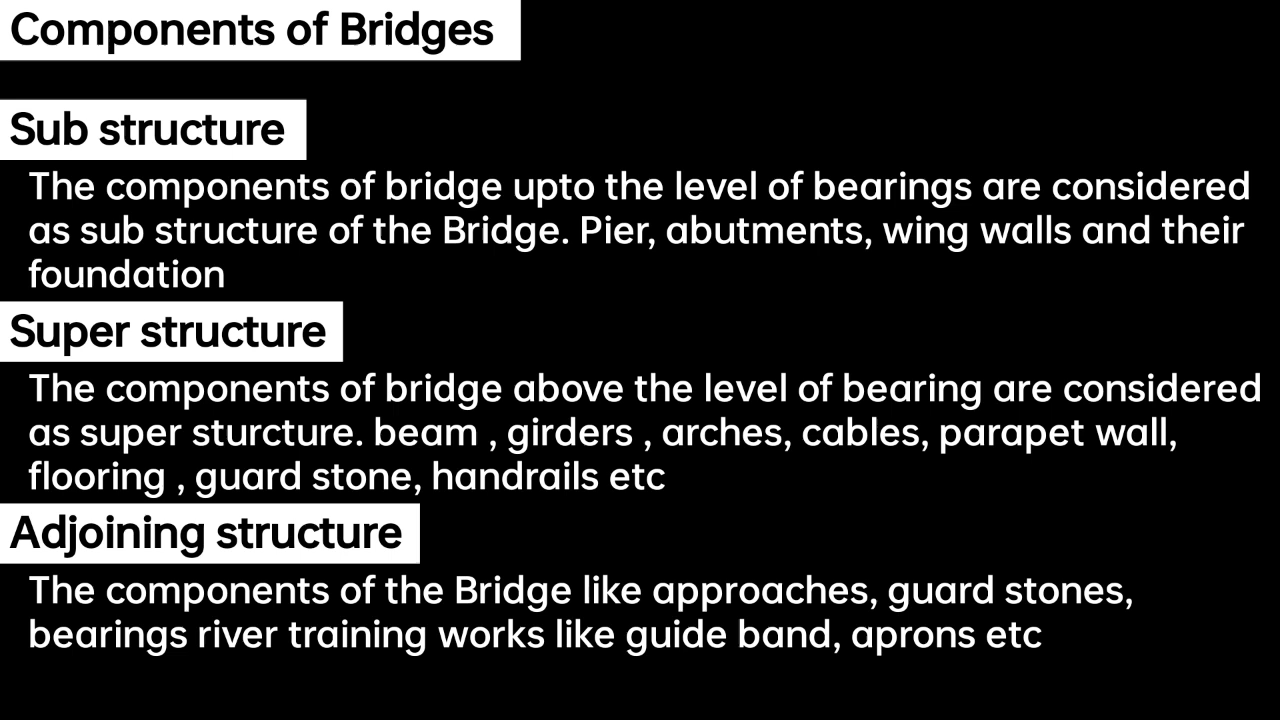 Components of Bridges
Sub structure
The components of bridge upto the level of bearings are considered
as sub structure of the Bridge. Pier, abutments, wing walls and their
foundation
Super structure
The components of bridge above the level of bearing are considered
as super sturcture. beam , girders , arches, cables, parapet wall,
flooring , guard stone, handrails etc
Adjoining structure
The components of the Bridge like approaches, guard stones,
bearings river training works like guide band, aprons etc